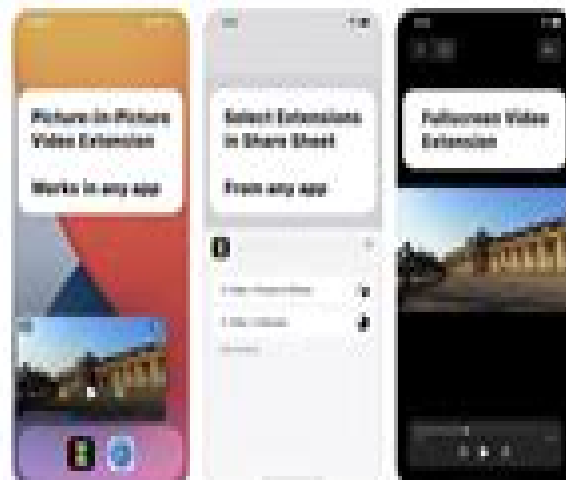 Picture in Picture
Video Extension
Works in any app
Select Extensions
in Share Sheet
From any app
Fullscreen Video
Extension